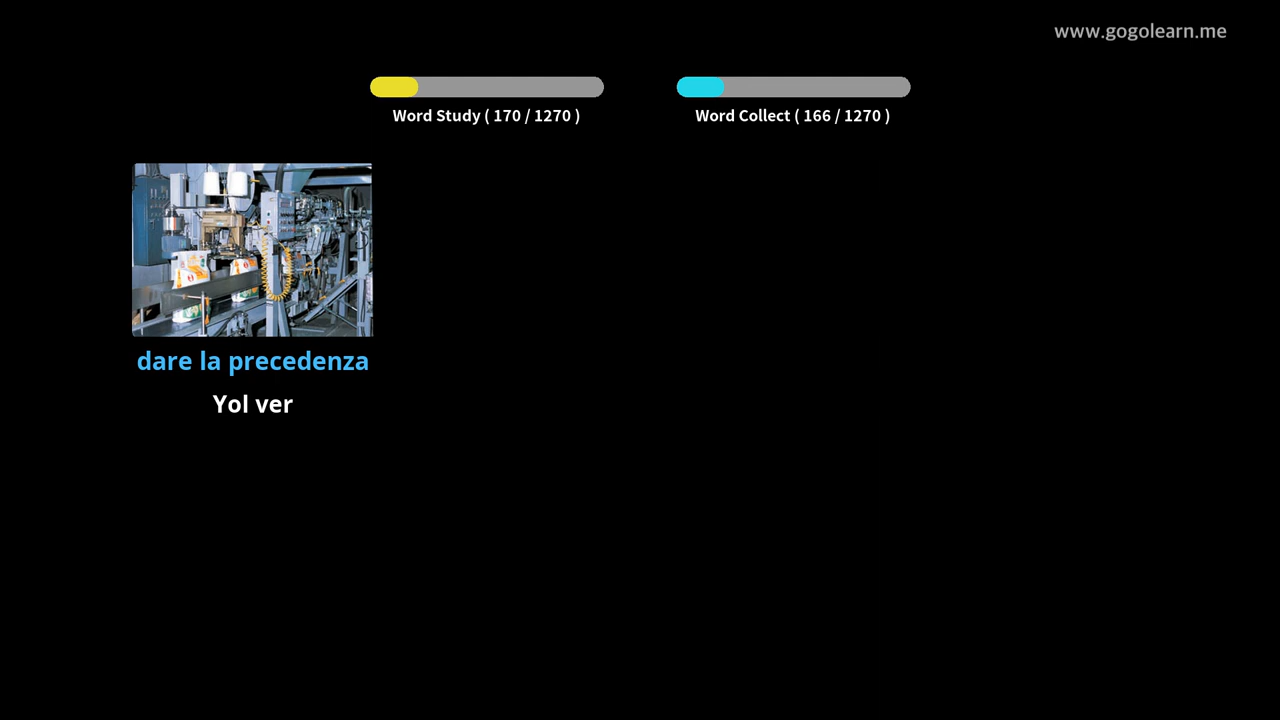 www.gogolearn.me
Word Study ( 170 / 1270 )
Word Collect ( 166 / 1270 )
dare la precedenza
Yol ver